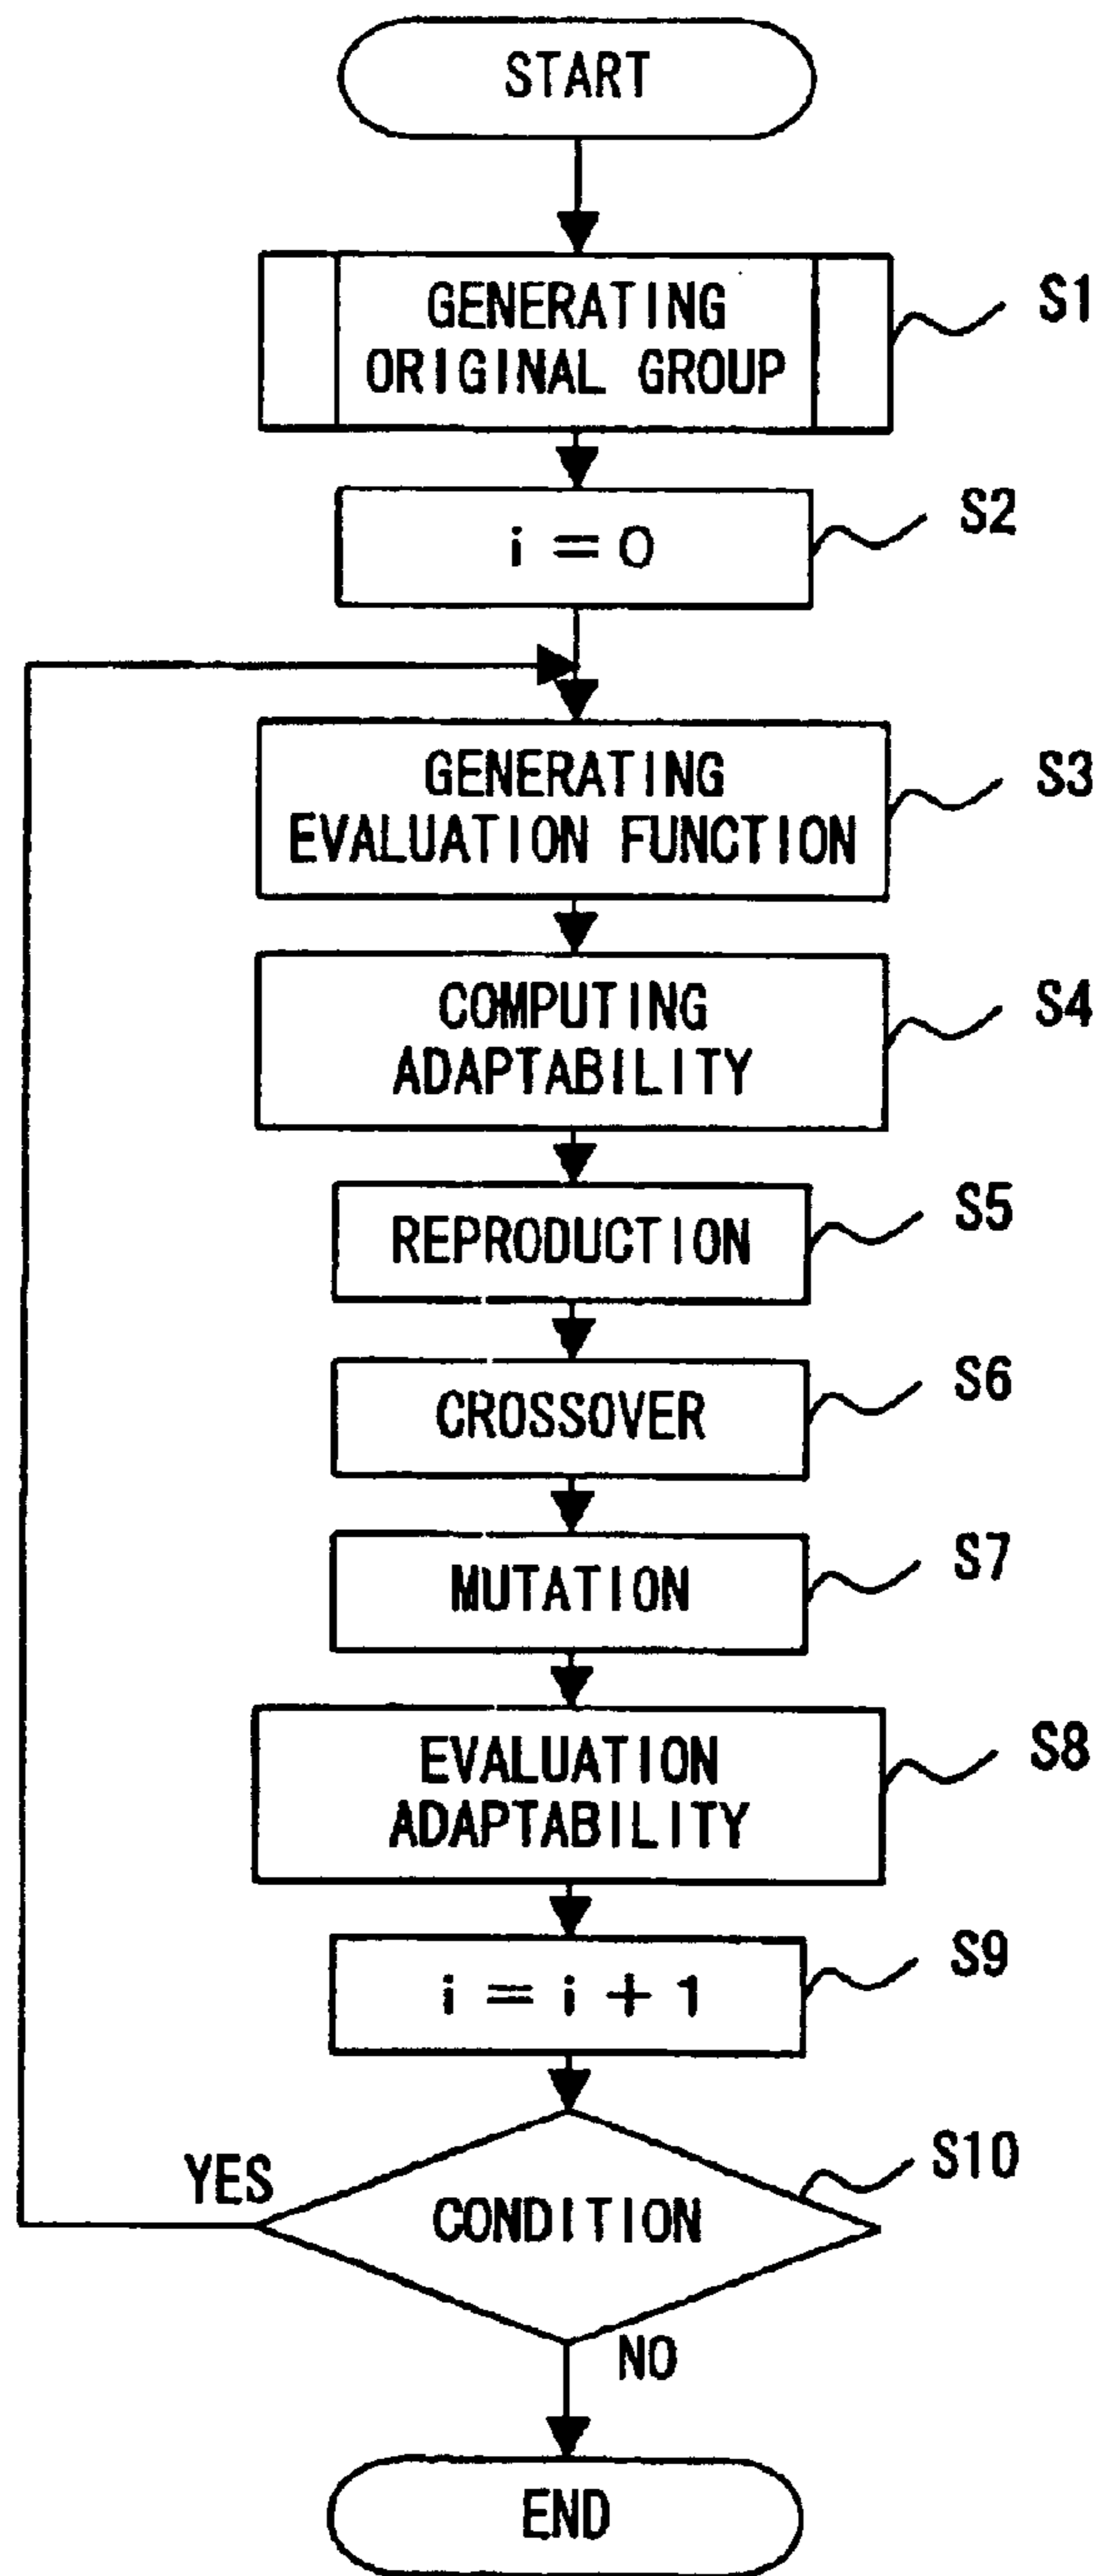 START
GENERATING
ORIGINAL GROUP
S1
i = 0
S2
GENERATING
EVALUATION FUNCTION
S3
COMPUTING
ADAPTABILITY
S4
REPRODUCTION
S5
CROSSOVER
S6
MUTATION
S7
EVALUATION
ADAPTABILITY
S8
i = i + 1
S9
YES
CONDITION
S10
NO
END